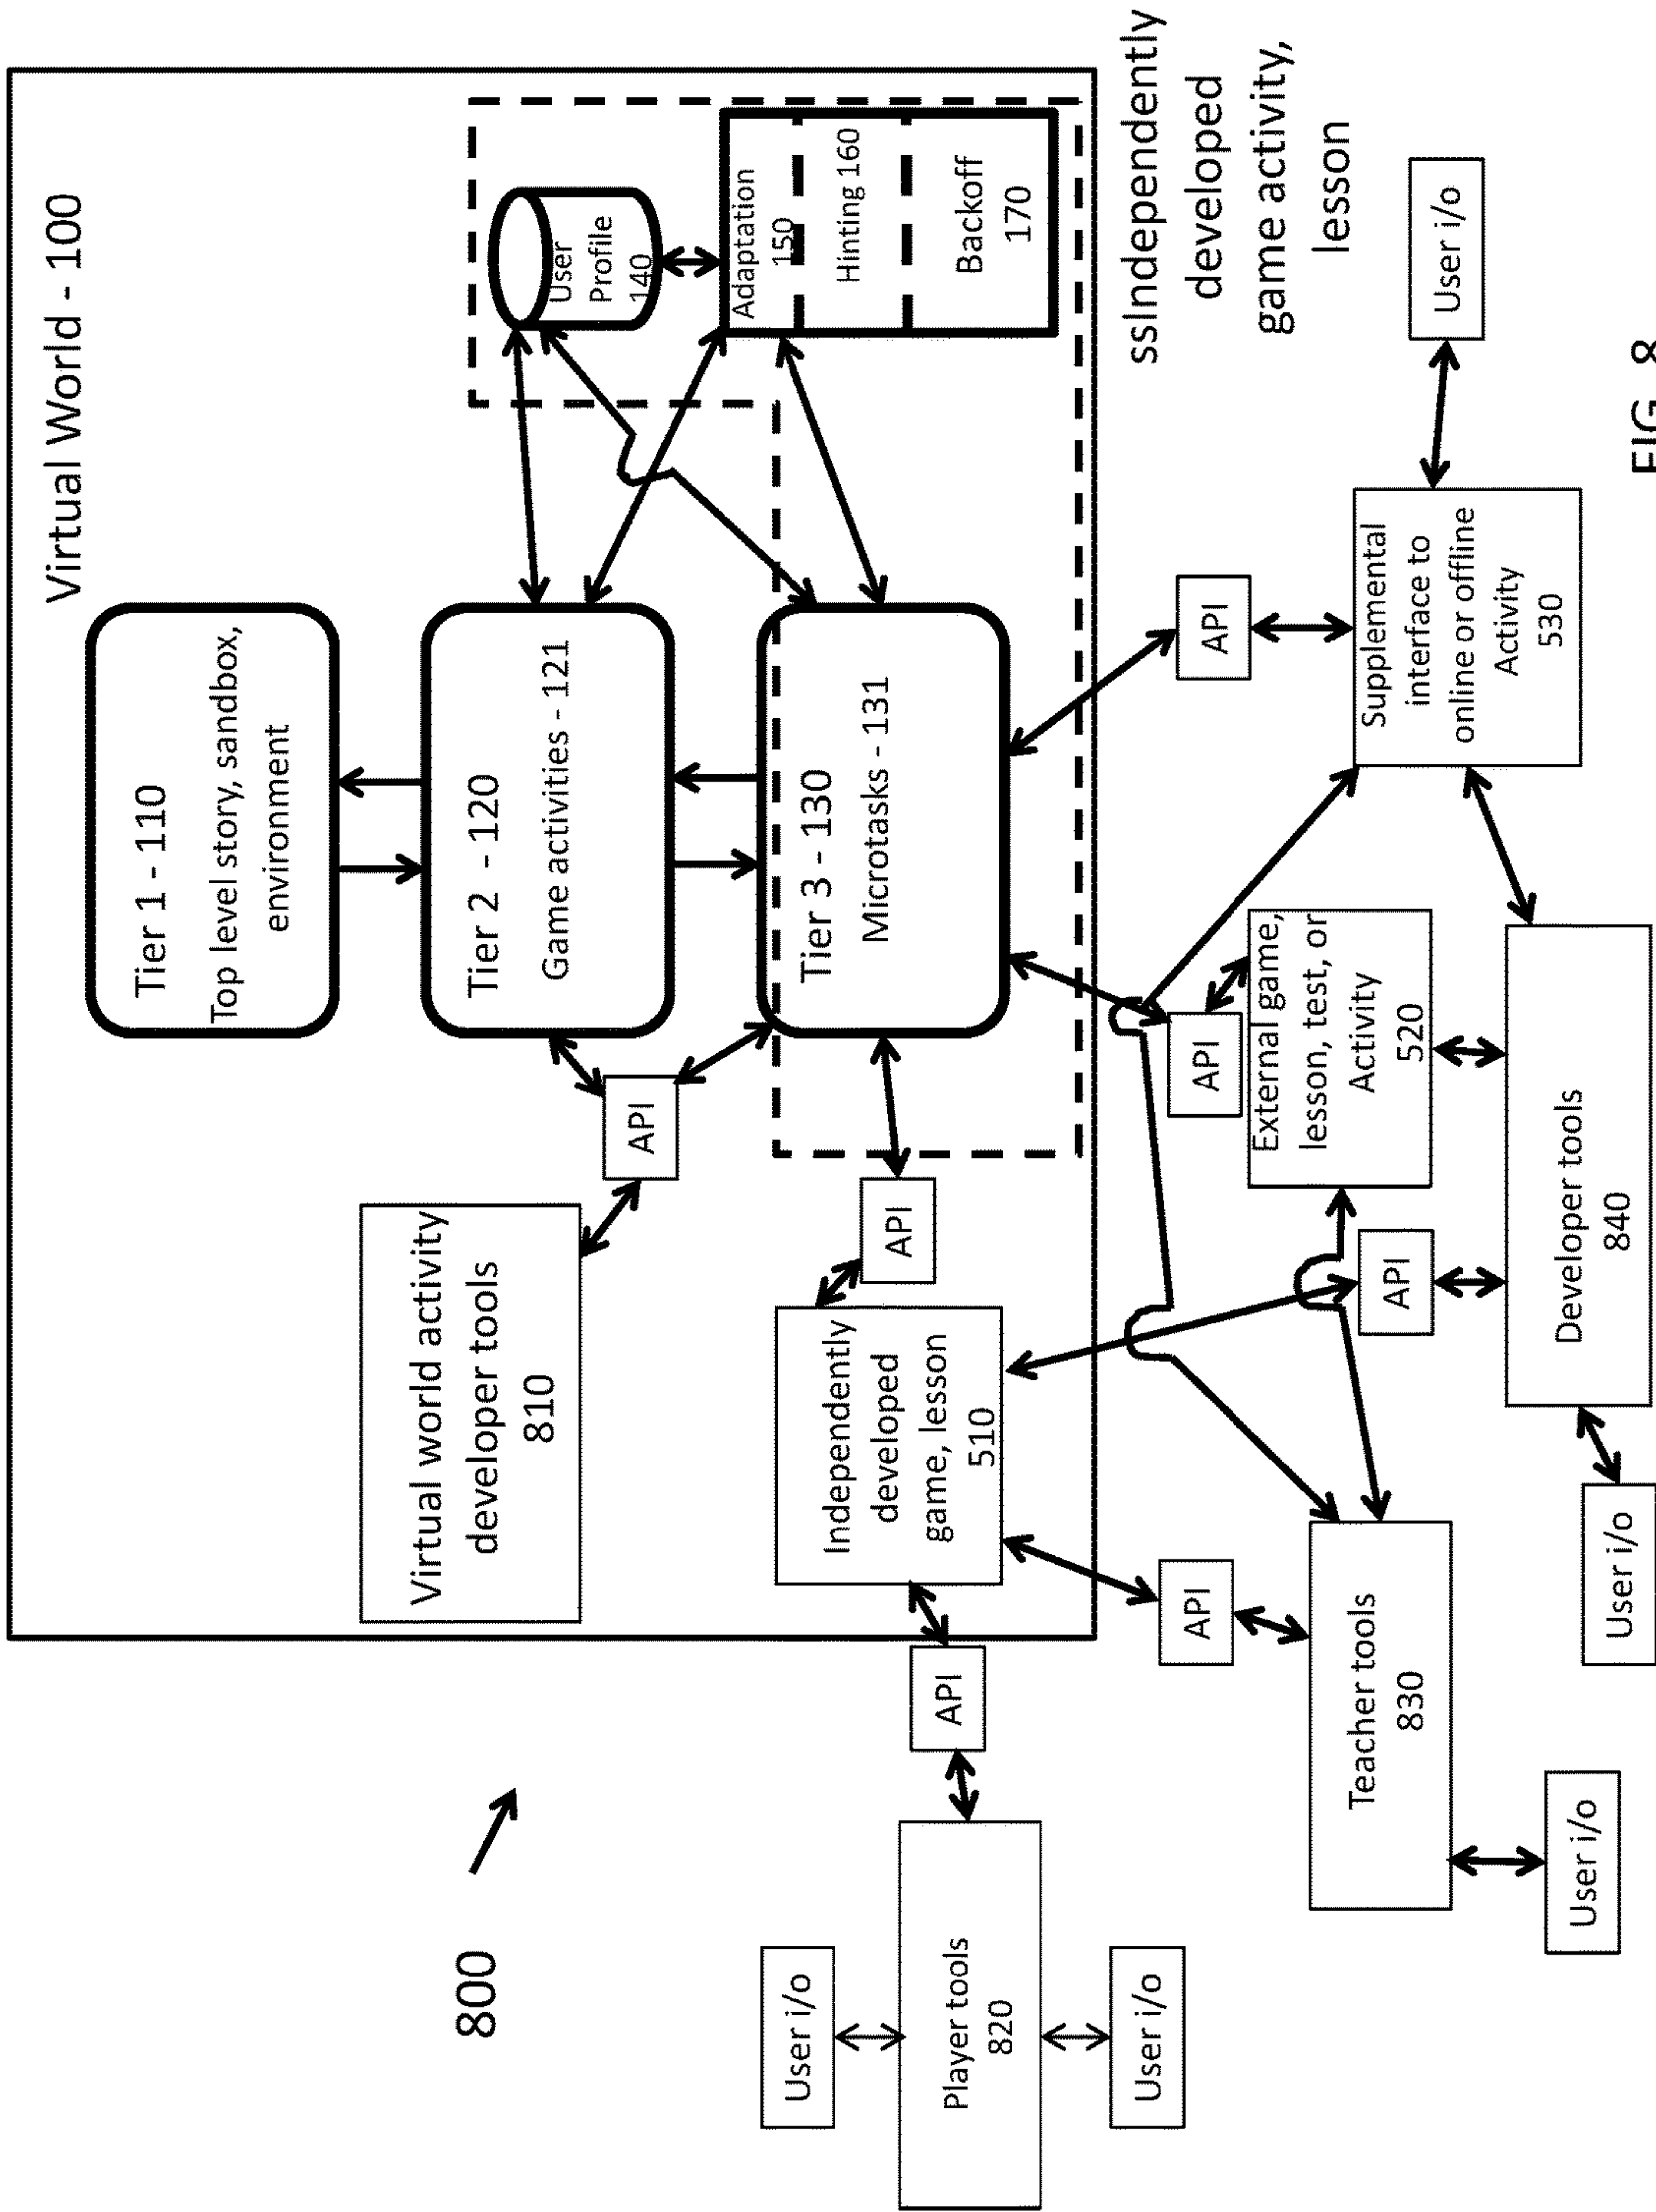 Virtual World - 100
Tier 1 - 110
Top level story, sandbox,
environment
Tier 2 - 120
Game activities - 121
Tier 3 - 130
Microtasks - 131
User
Profile
140
Adaptation
150
Hinting 160
Backoff
170
Virtual world activity
developer tools
810
API
Independently
developed
game, lesson
510
API
API
800
User i/o
Player tools
820
User i/o
API
Teacher tools
830
User i/o
API
External game,
lesson, test, or
Activity
520
API
Developer tools
840
User i/o
API
Supplemental
interface to
online or offline
Activity
530
User i/o
ssIndependently
developed
game activity,
lesson
FIG. 8